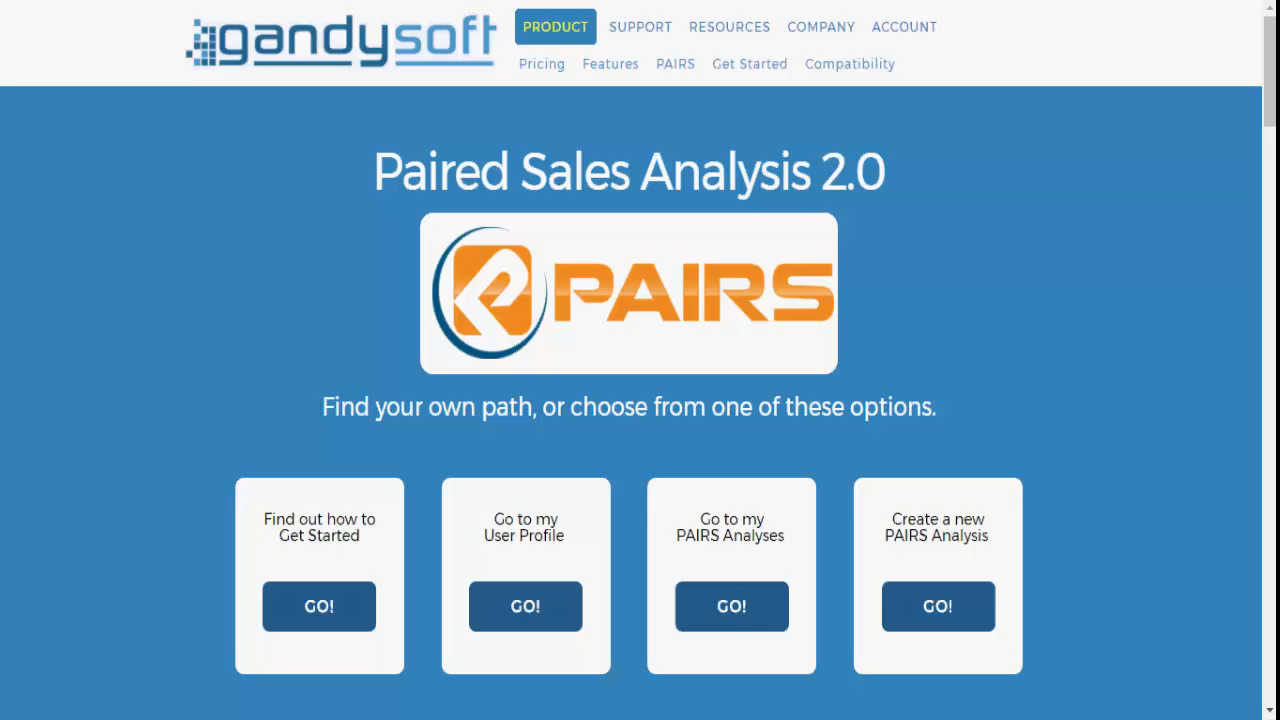 gandysoft
PRODUCT SUPPORT RESOURCES COMPANY ACCOUNT
Pricing Features PAIRS Get Started Compatibility
Paired Sales Analysis 2.0
PAIRS
Find your own path, or choose from one of these options.
Find out how to
Get Started
GO!
Go to my
User Profile
GO!
Go to my
PAIRS Analyses
GO!
Create a new
PAIRS Analysis
GO!